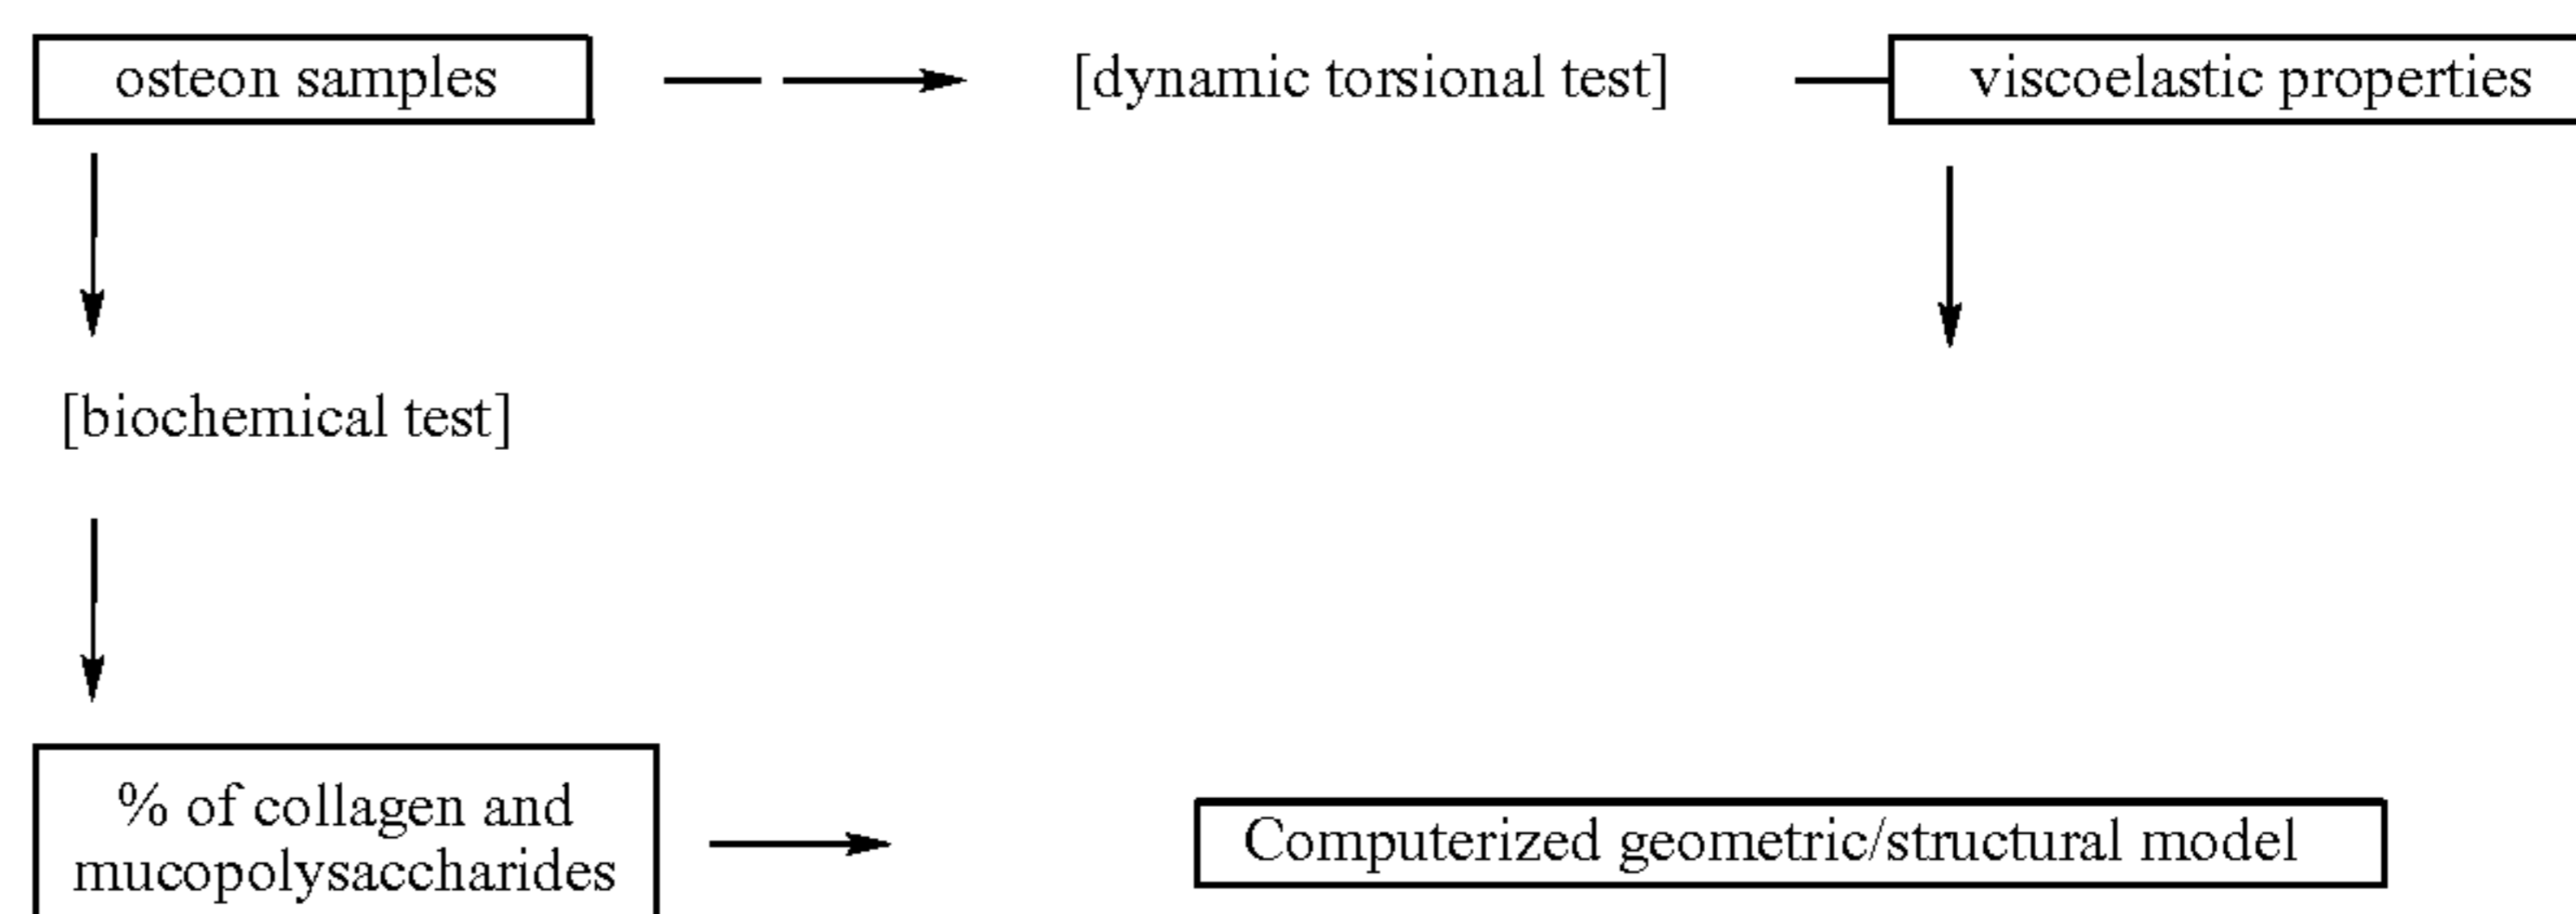 osteon samples
[dynamic torsional test]
viscoelastic properties
[biochemical test]
% of collagen and
mucopolysaccharides
Computerized geometric/structural model